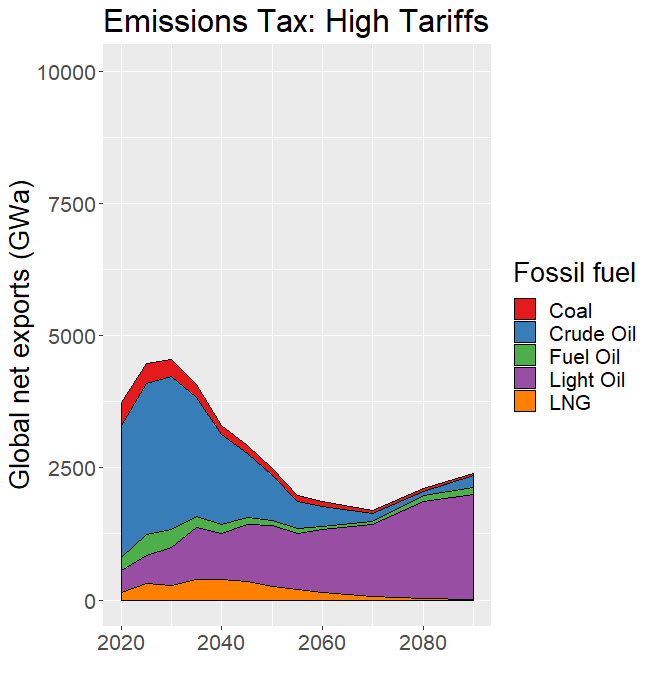 Emissions Tax: High Tariffs
Global net exports (GWa)
10000
7500
5000
2500
0
2020 2040 2060 2080
Fossil fuel
Coal
Crude Oil
Fuel Oil
Light Oil
LNG